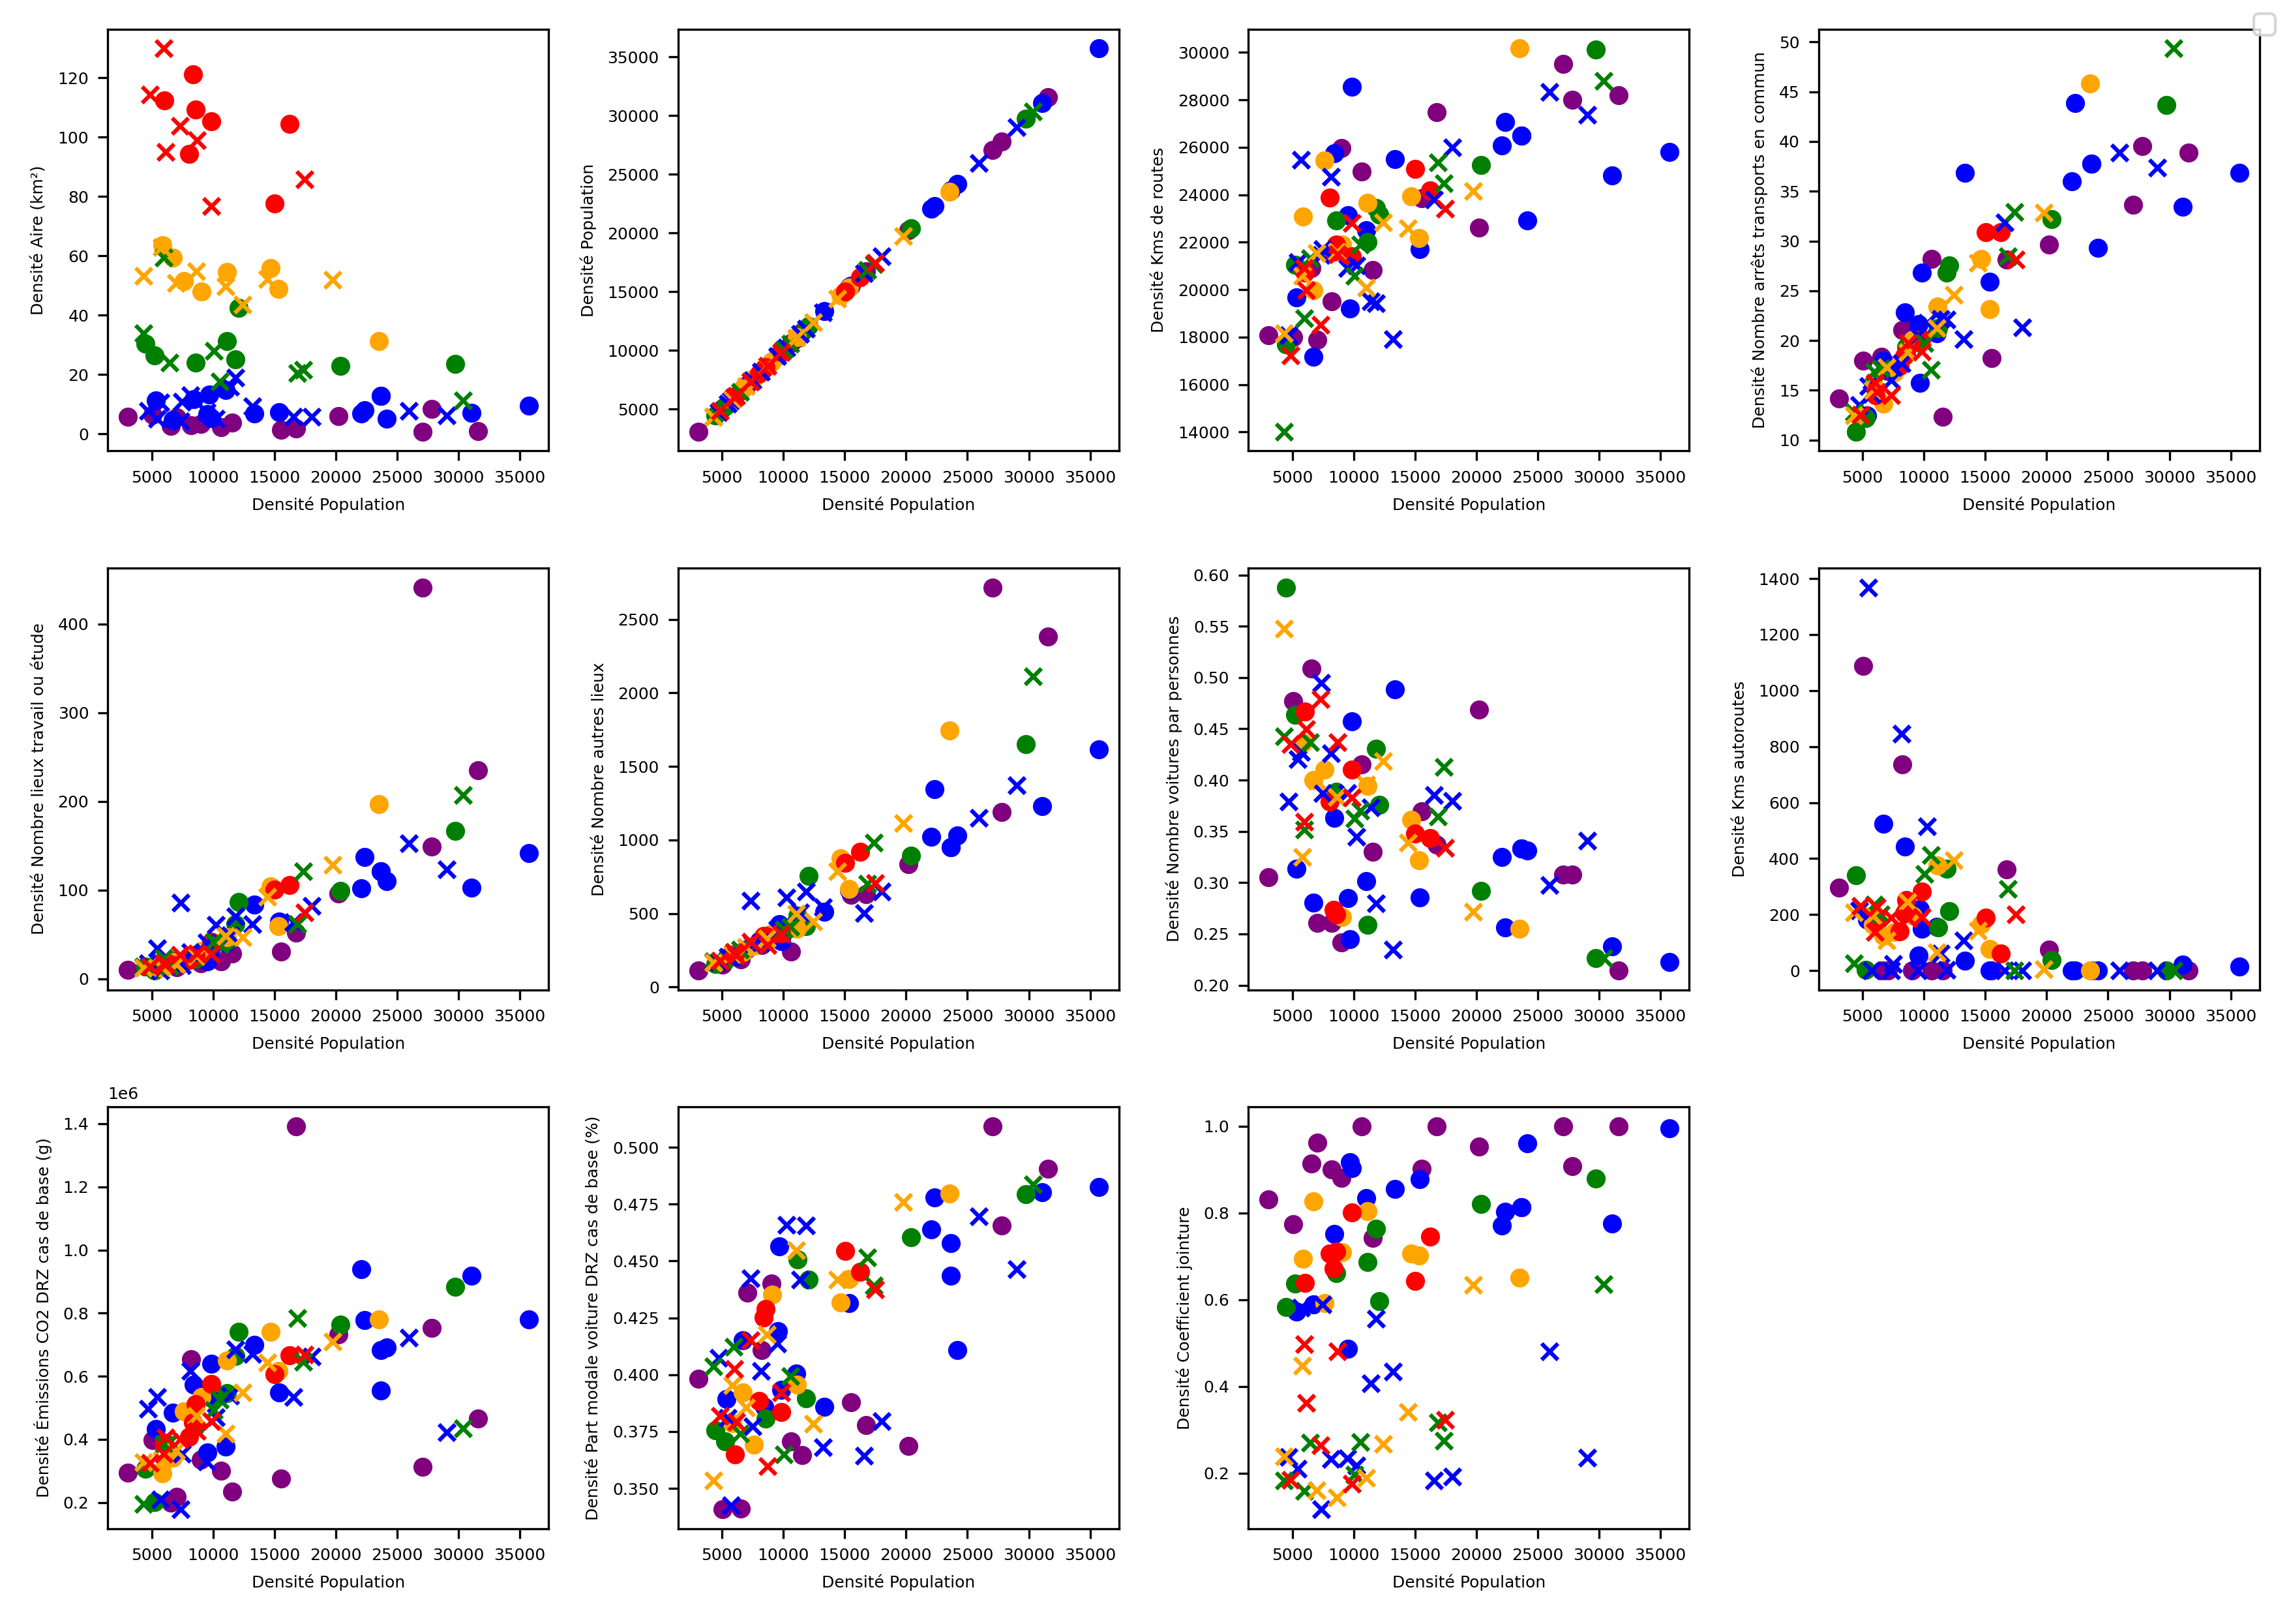 Densité Aire (km²)
120
100
80
60
40
20
0
5000 10000 15000 20000 25000 30000 35000
Densité Population
Densité Population
35000
30000
25000
20000
15000
10000
5000
5000 10000 15000 20000 25000 30000 35000
Densité Population
Densité Kms de routes
30000
28000
26000
24000
22000
20000
18000
16000
14000
5000 10000 15000 20000 25000 30000 35000
Densité Population
Densité Nombre arrêts transports en commun
50
45
40
35
30
25
20
15
10
5000 10000 15000 20000 25000 30000 35000
Densité Population
Densité Nombre lieux travail ou étude
400
300
200
100
0
5000 10000 15000 20000 25000 30000 35000
Densité Population
Densité Nombre autres lieux
2500
2000
1500
1000
500
0
5000 10000 15000 20000 25000 30000 35000
Densité Population
Densité Nombre voitures par personnes
0.60
0.55
0.50
0.45
0.40
0.35
0.30
0.25
0.20
5000 10000 15000 20000 25000 30000 35000
Densité Population
Densité Kms autoroutes
1400
1200
1000
800
600
400
200
0
5000 10000 15000 20000 25000 30000 35000
Densité Population
Densité Émissions CO2 DRZ cas de base (g)
1e6
1.4
1.2
1.0
0.8
0.6
0.4
0.2
5000 10000 15000 20000 25000 30000 35000
Densité Population
Densité Part modale voiture DRZ cas de base (%)
0.500
0.475
0.450
0.425
0.400
0.375
0.350
5000 10000 15000 20000 25000 30000 35000
Densité Population
Densité Coefficient jointure
1.0
0.8
0.6
0.4
0.2
5000 10000 15000 20000 25000 30000 35000
Densité Population